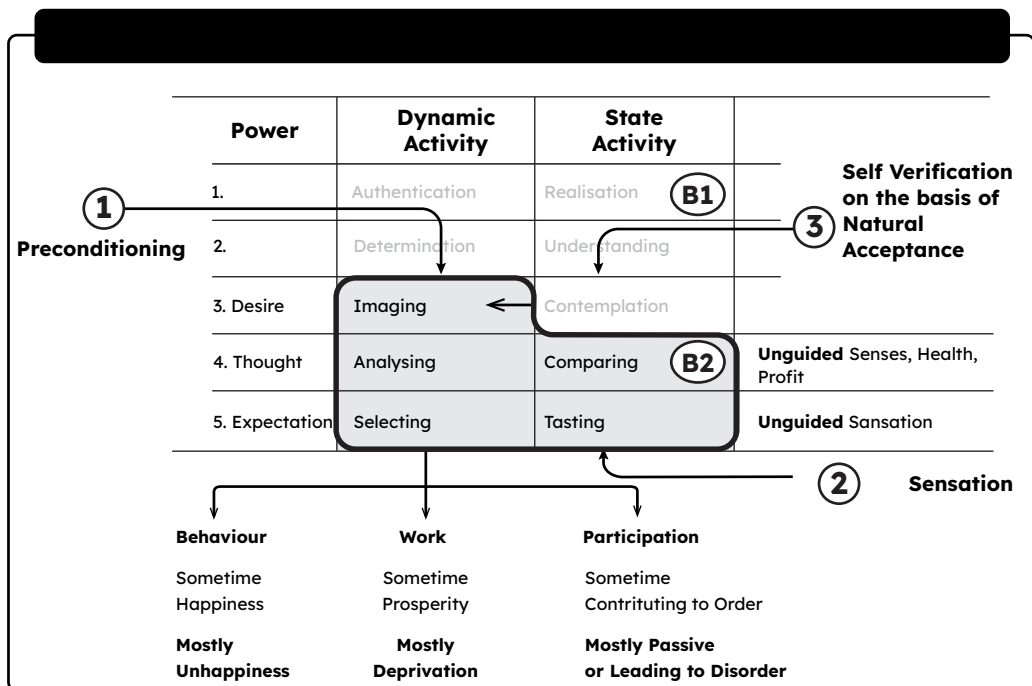 Power
Dynamic
Activity
State
Activity
1.
Authentication
Realisation
B1
Self Verification
on the basis of
Natural
Acceptance
3
1
Preconditioning
2.
Determination
Understanding
3. Desire
Imaging
Contemplation
4. Thought
Analysing
Comparing
B2
Unguided Senses, Health,
Profit
5. Expectation
Selecting
Tasting
Unguided Sansation
2
Sensation
Behaviour
Work
Participation
Sometime
Happiness
Sometime
Prosperity
Sometime
Contrituting to Order
Mostly
Unhappiness
Mostly
Deprivation
Mostly Passive
or Leading to Disorder